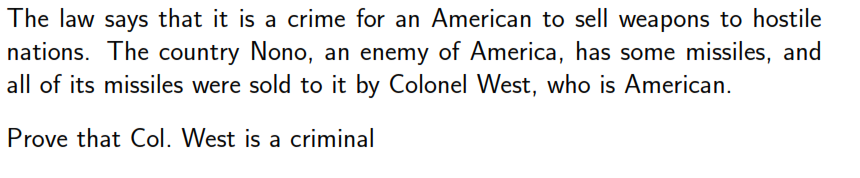 The law says that it is a crime for an American to sell weapons to hostile
nations. The country Nono, an enemy of America, has some missiles, and
all of its missiles were sold to it by Colonel West, who is American.
Prove that Col. West is a criminal